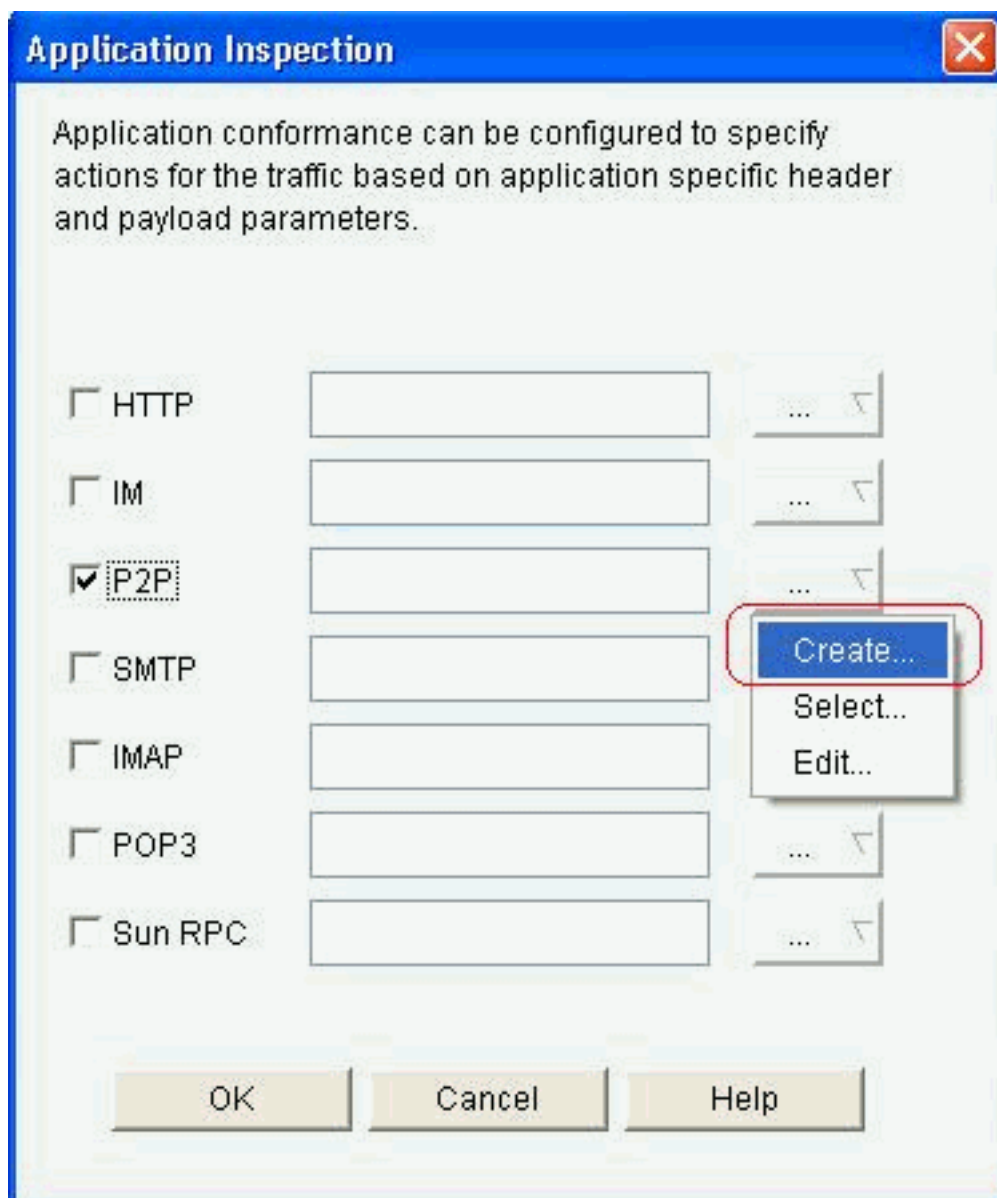 Application Inspection
Application conformance can be configured to specify
actions for the traffic based on application specific header
and payload parameters.
HTTP ...
IM ...
P2P ...
Create...
SMTP
Select...
IMAP
Edit...
POP3 ...
Sun RPC ...
OK Cancel Help